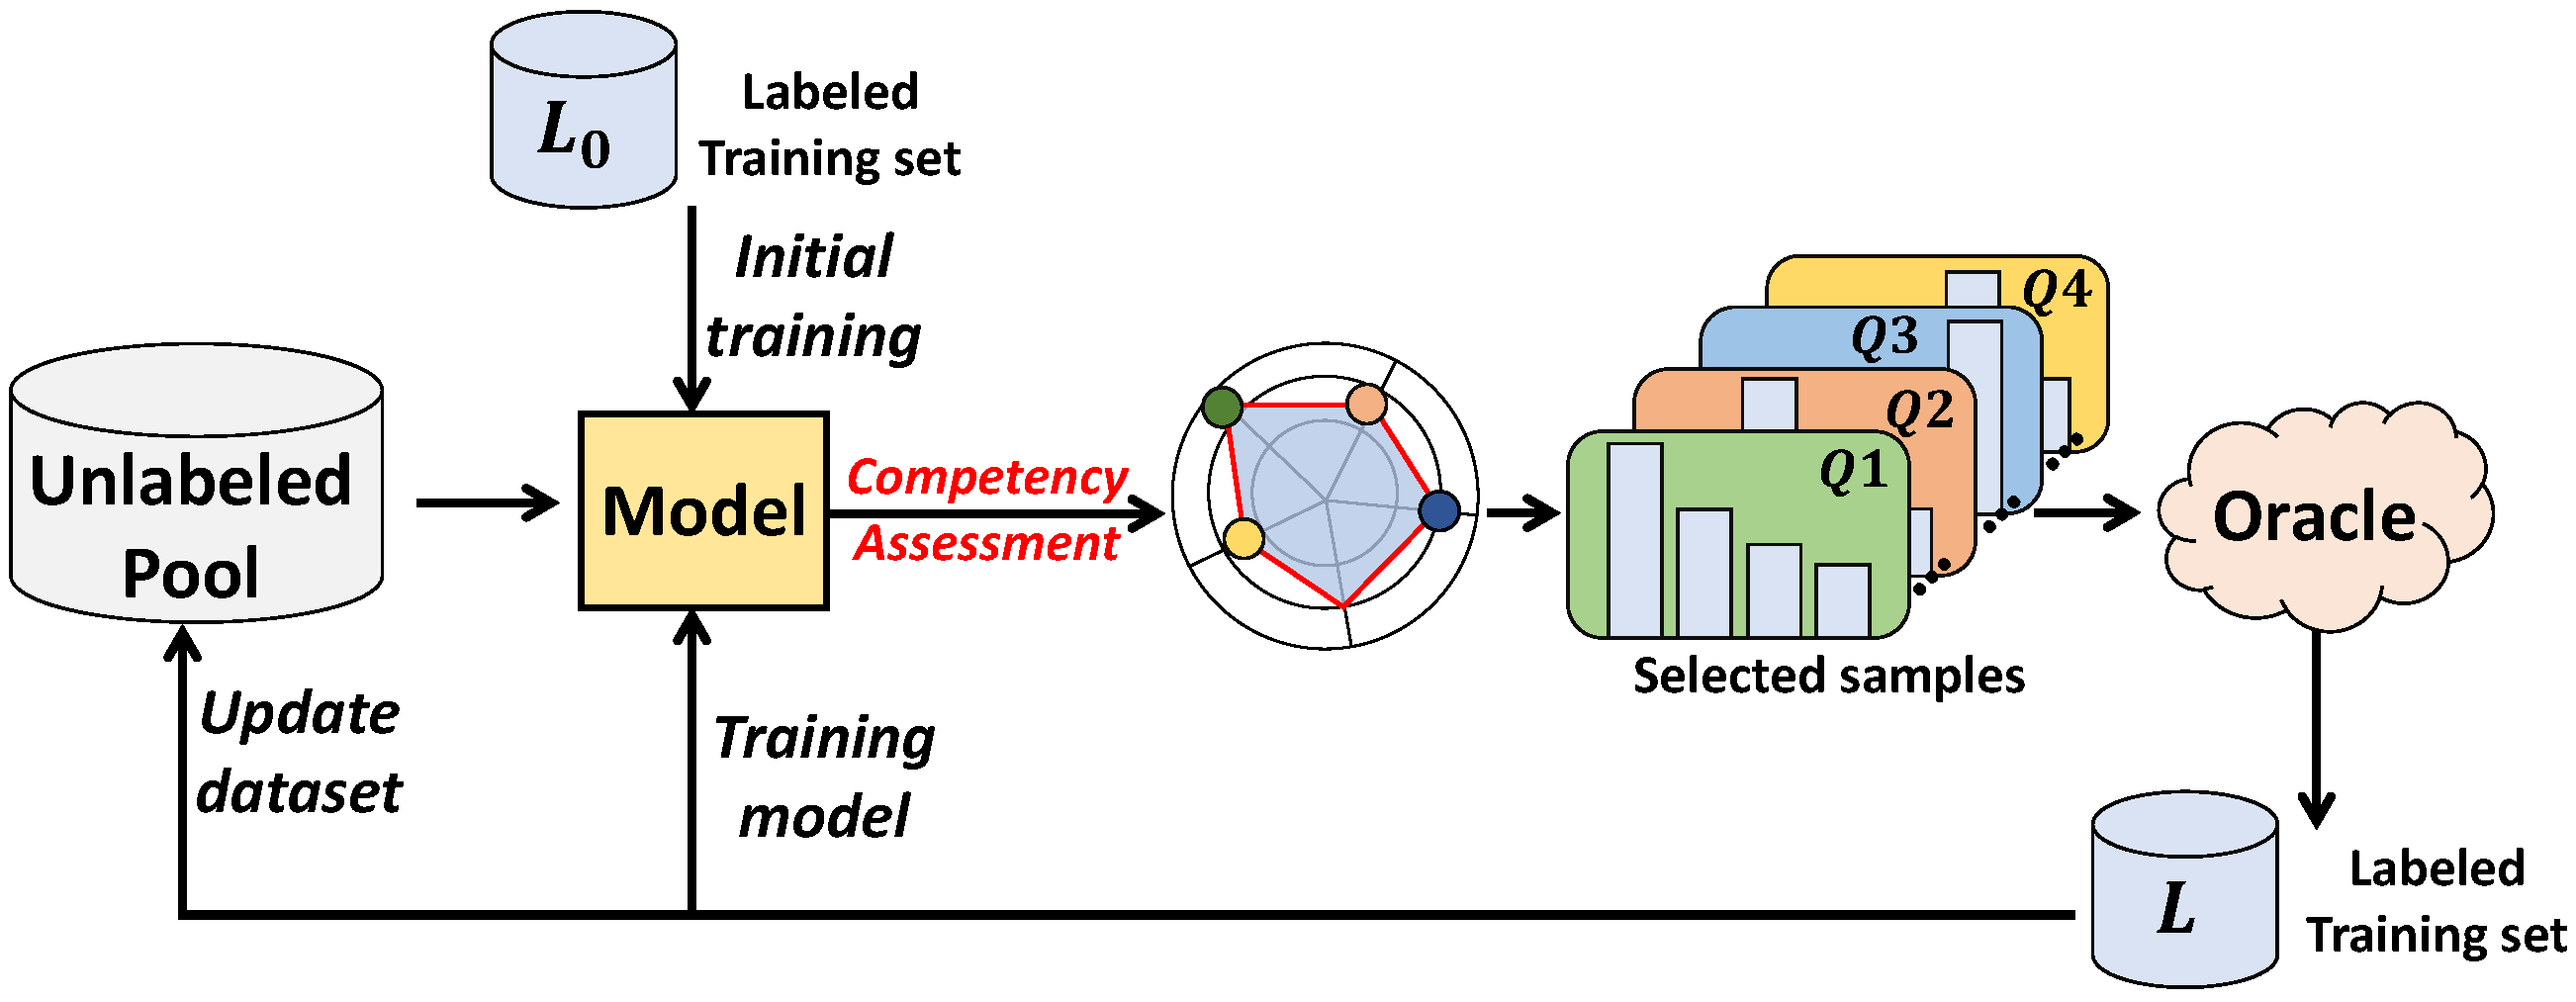 L₀
Labeled
Training set
Initial
training
Unlabeled
Pool
Model
Competency
Assessment
Q4
Q3
Q2
Q1
Selected samples
Oracle
Update
dataset
Training
model
L
Labeled
Training set